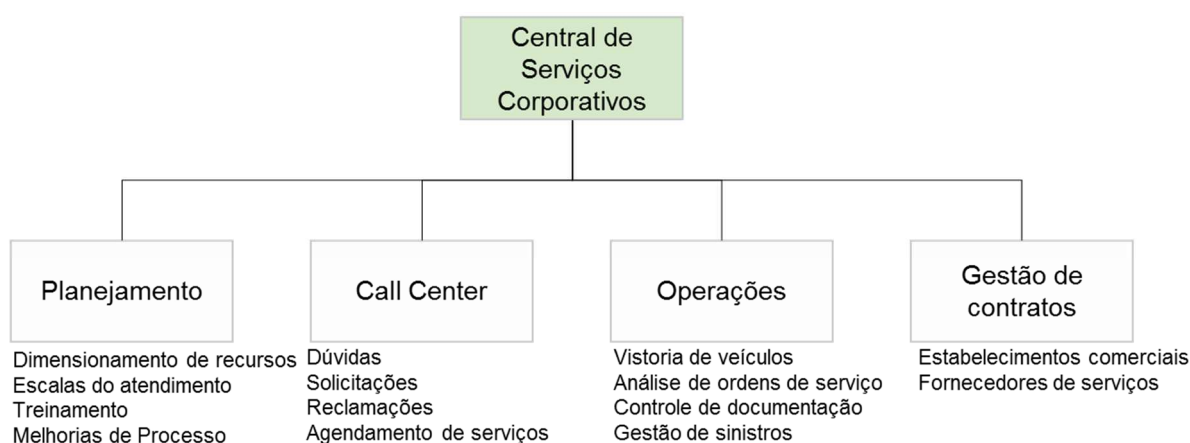 Central de
Serviços
Corporativos
Planejamento
Dimensionamento de recursos
Escalas do atendimento
Treinamento
Melhorias de Processo
Call Center
Dúvidas
Solicitações
Reclamações
Agendamento de serviços
Operações
Vistoria de veículos
Análise de ordens de serviço
Controle de documentação
Gestão de sinistros
Gestão de
contratos
Estabelecimentos comerciais
Fornecedores de serviços